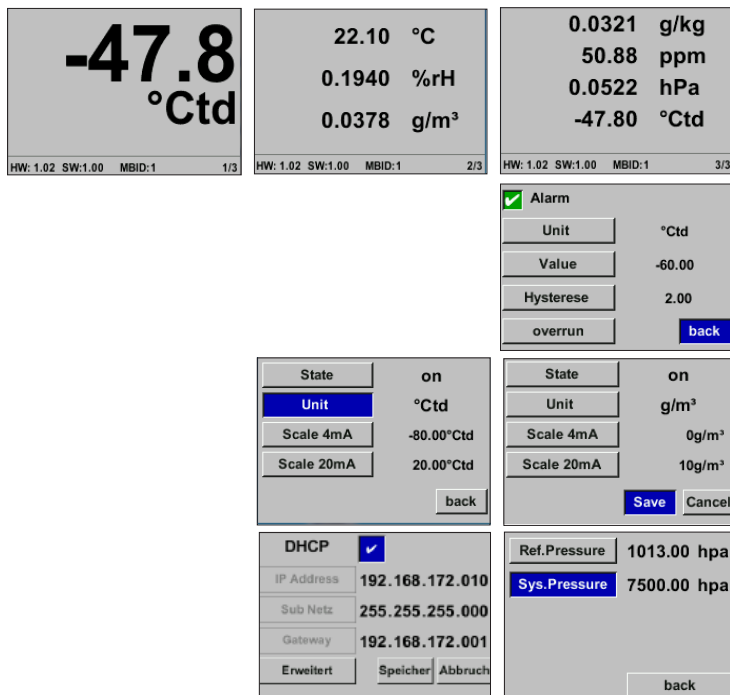 -47.8
°Ctd
HW: 1.02 SW:1.00 MBID:1 1/3
22.10 °C
0.1940 %rH
0.0378 g/m³
HW: 1.02 SW:1.00 MBID:1 2/3
0.0321 g/kg
50.88 ppm
0.0522 hPa
-47.80 °Ctd
HW: 1.02 SW:1.00 MBID:1 3/3
Alarm
Unit °Ctd
Value -60.00
Hysterese 2.00
overrun back
State on
Unit °Ctd
Scale 4mA -80.00°Ctd
Scale 20mA 20.00°Ctd
back
State on
Unit g/m³
Scale 4mA 0g/m³
Scale 20mA 10g/m³
Save Cancel
DHCP
IP Address 192.168.172.010
Sub Netz 255.255.255.000
Gateway 192.168.172.001
Erweitert Speicher Abbruch
Ref.Pressure 1013.00 hpa
Sys.Pressure 7500.00 hpa
back